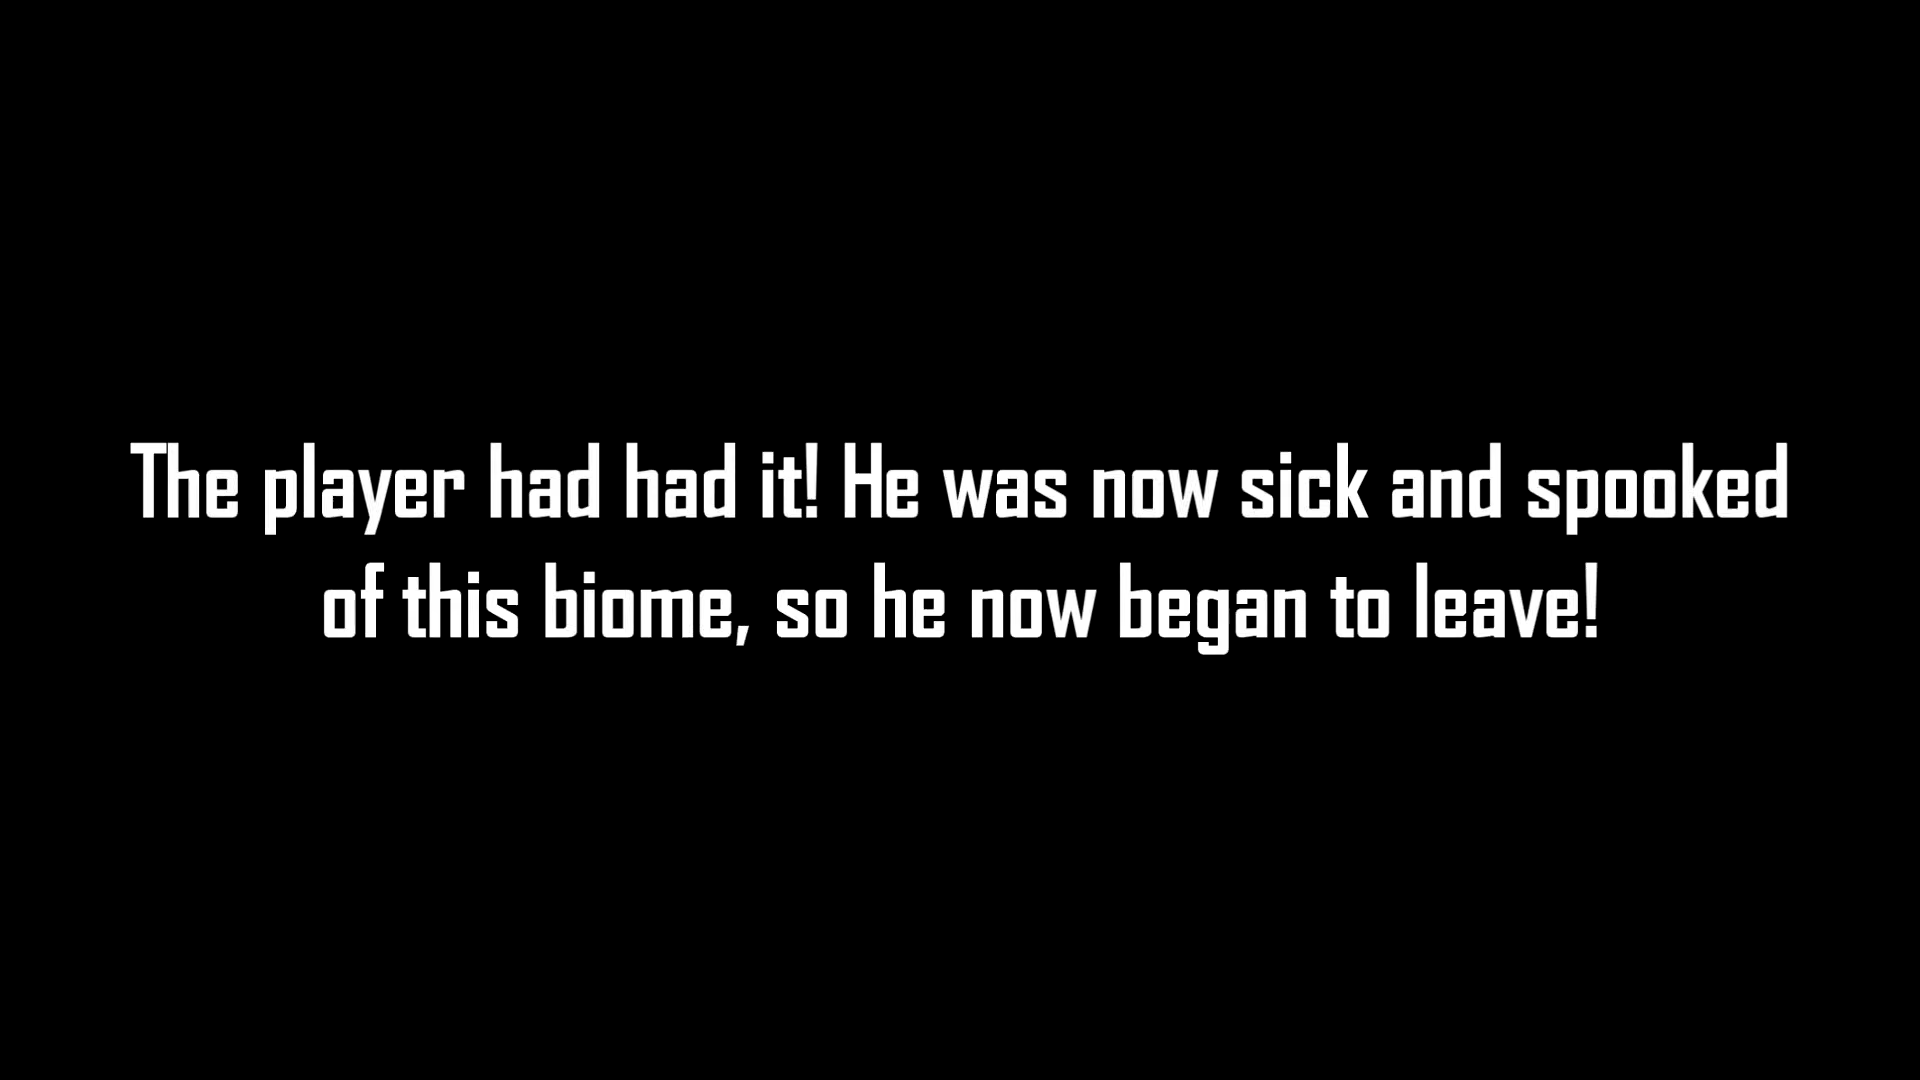 The player had had it! He was now sick and spooked
of this biome, so he now began to leave!